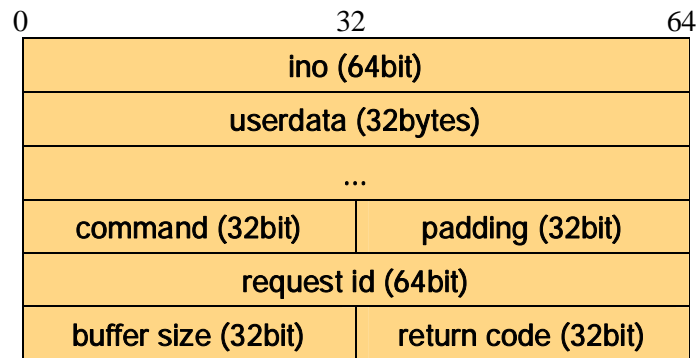 0 32 64
ino (64bit)
userdata (32bytes)
...
command (32bit) padding (32bit)
request id (64bit)
buffer size (32bit) return code (32bit)